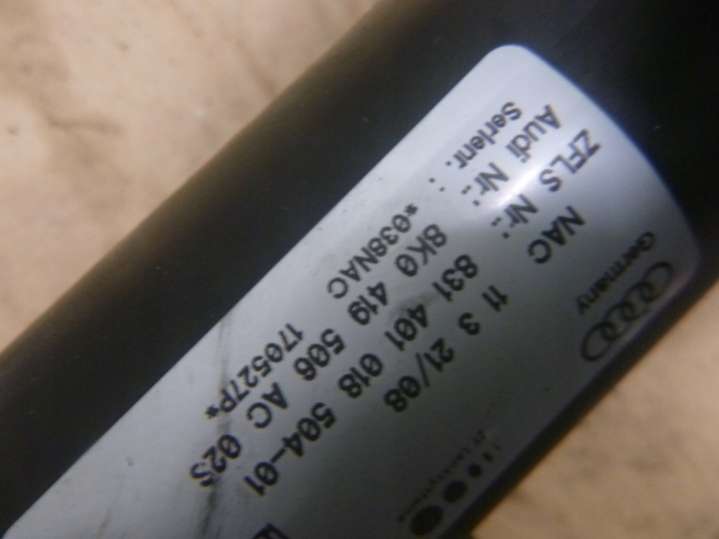 Germany
NAC 11 3 21/08
ZFLS Nr.: 831 401 018 504-01
Audi Nr.: 8K0 419 506 AC 02S
Serienr.: *038NAC 170527P*